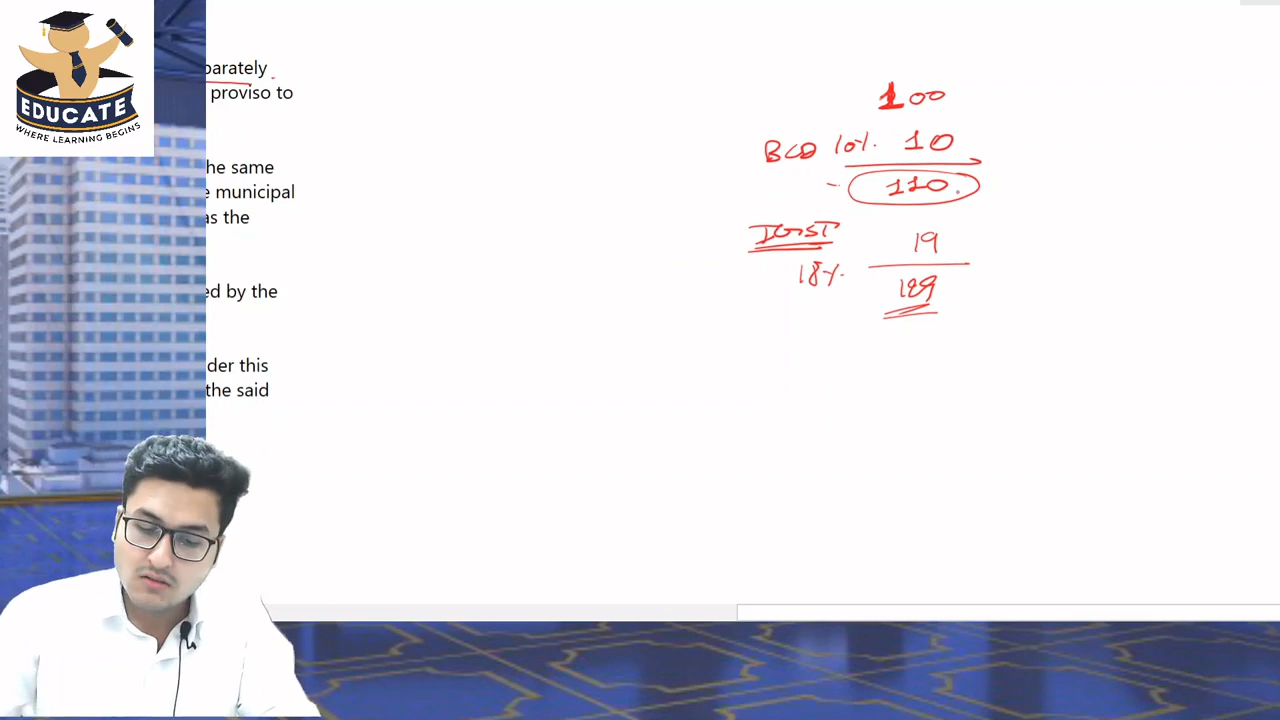 EDUCATE
WHERE LEARNING BEGINS
parately
proviso to
he same
e municipal
as the
ed by the
der this
the said
100
BCD 10%. 10
110
IGST 19
18%.
129